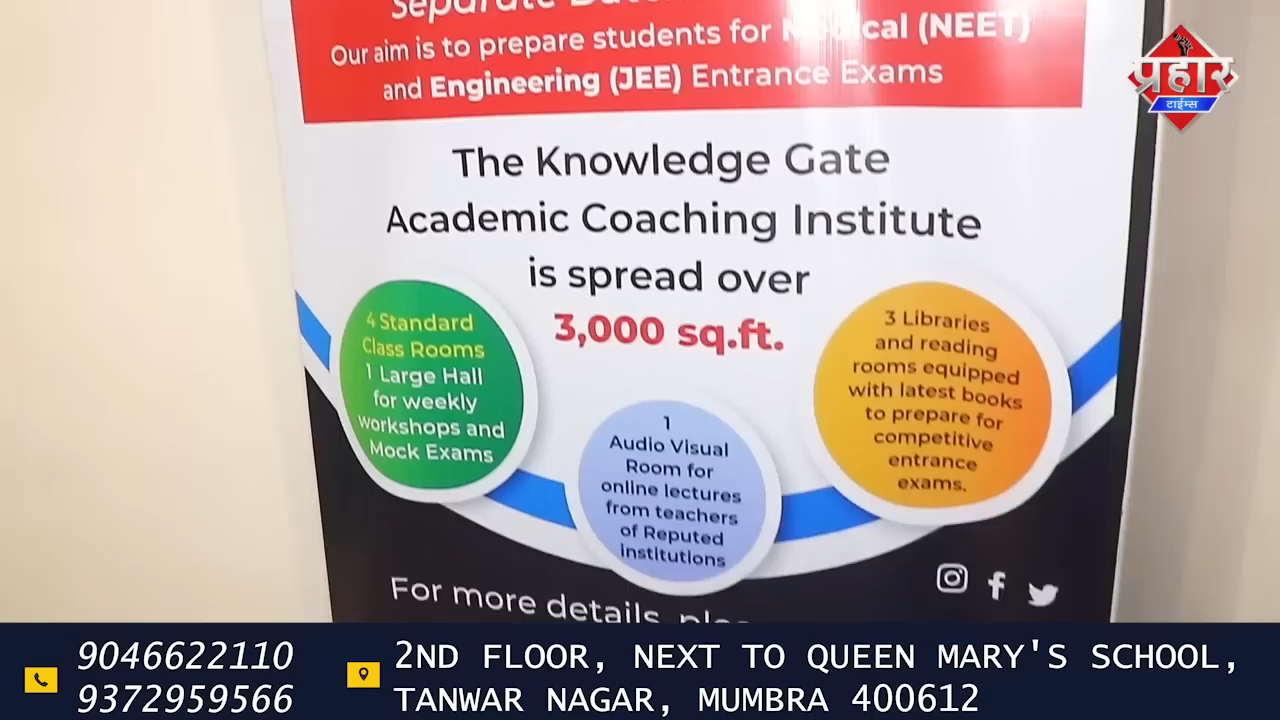 Separate
Our aim is to prepare students for Medical (NEET)
and Engineering (JEE) Entrance Exams
प्रहार
टाईम्स
The Knowledge Gate
Academic Coaching Institute
is spread over
3,000 sq.ft.
4 Standard
Class Rooms
1 Large Hall
for weekly
workshops and
Mock Exams
1
Audio Visual
Room for
online lectures
from teachers
of Reputed
institutions
3 Libraries
and reading
rooms equipped
with latest books
to prepare for
competitive
entrance
exams.
For more details,
9046622110
9372959566
2ND FLOOR, NEXT TO QUEEN MARY'S SCHOOL,
TANWAR NAGAR, MUMBRA 400612